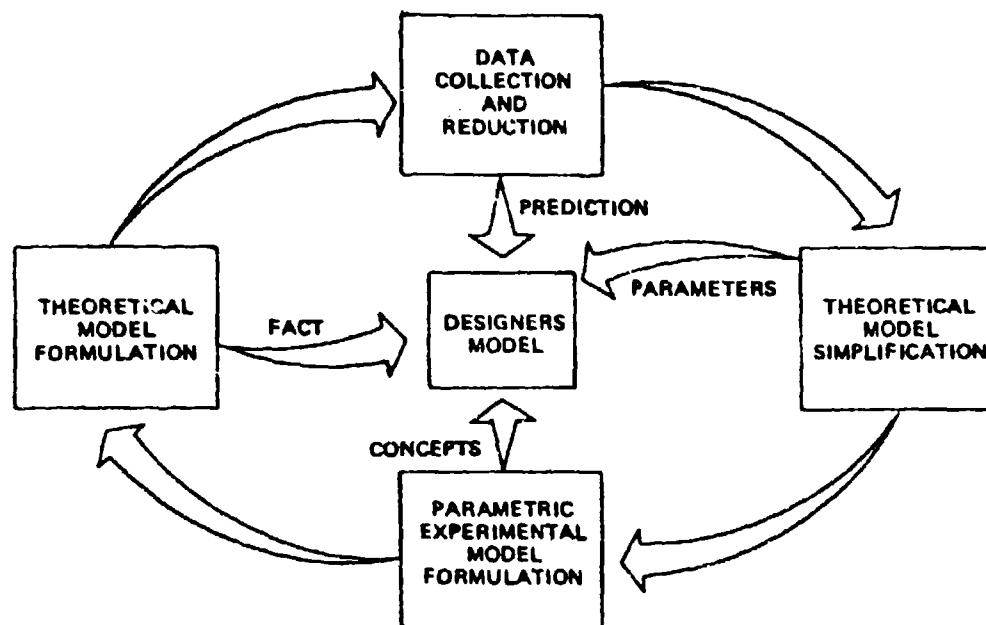 DATA
COLLECTION
AND
REDUCTION
PREDICTION
PARAMETERS
THEORETICAL
MODEL
FORMULATION
FACT
DESIGNERS
MODEL
THEORETICAL
MODEL
SIMPLIFICATION
CONCEPTS
PARAMETRIC
EXPERIMENTAL
MODEL
FORMULATION